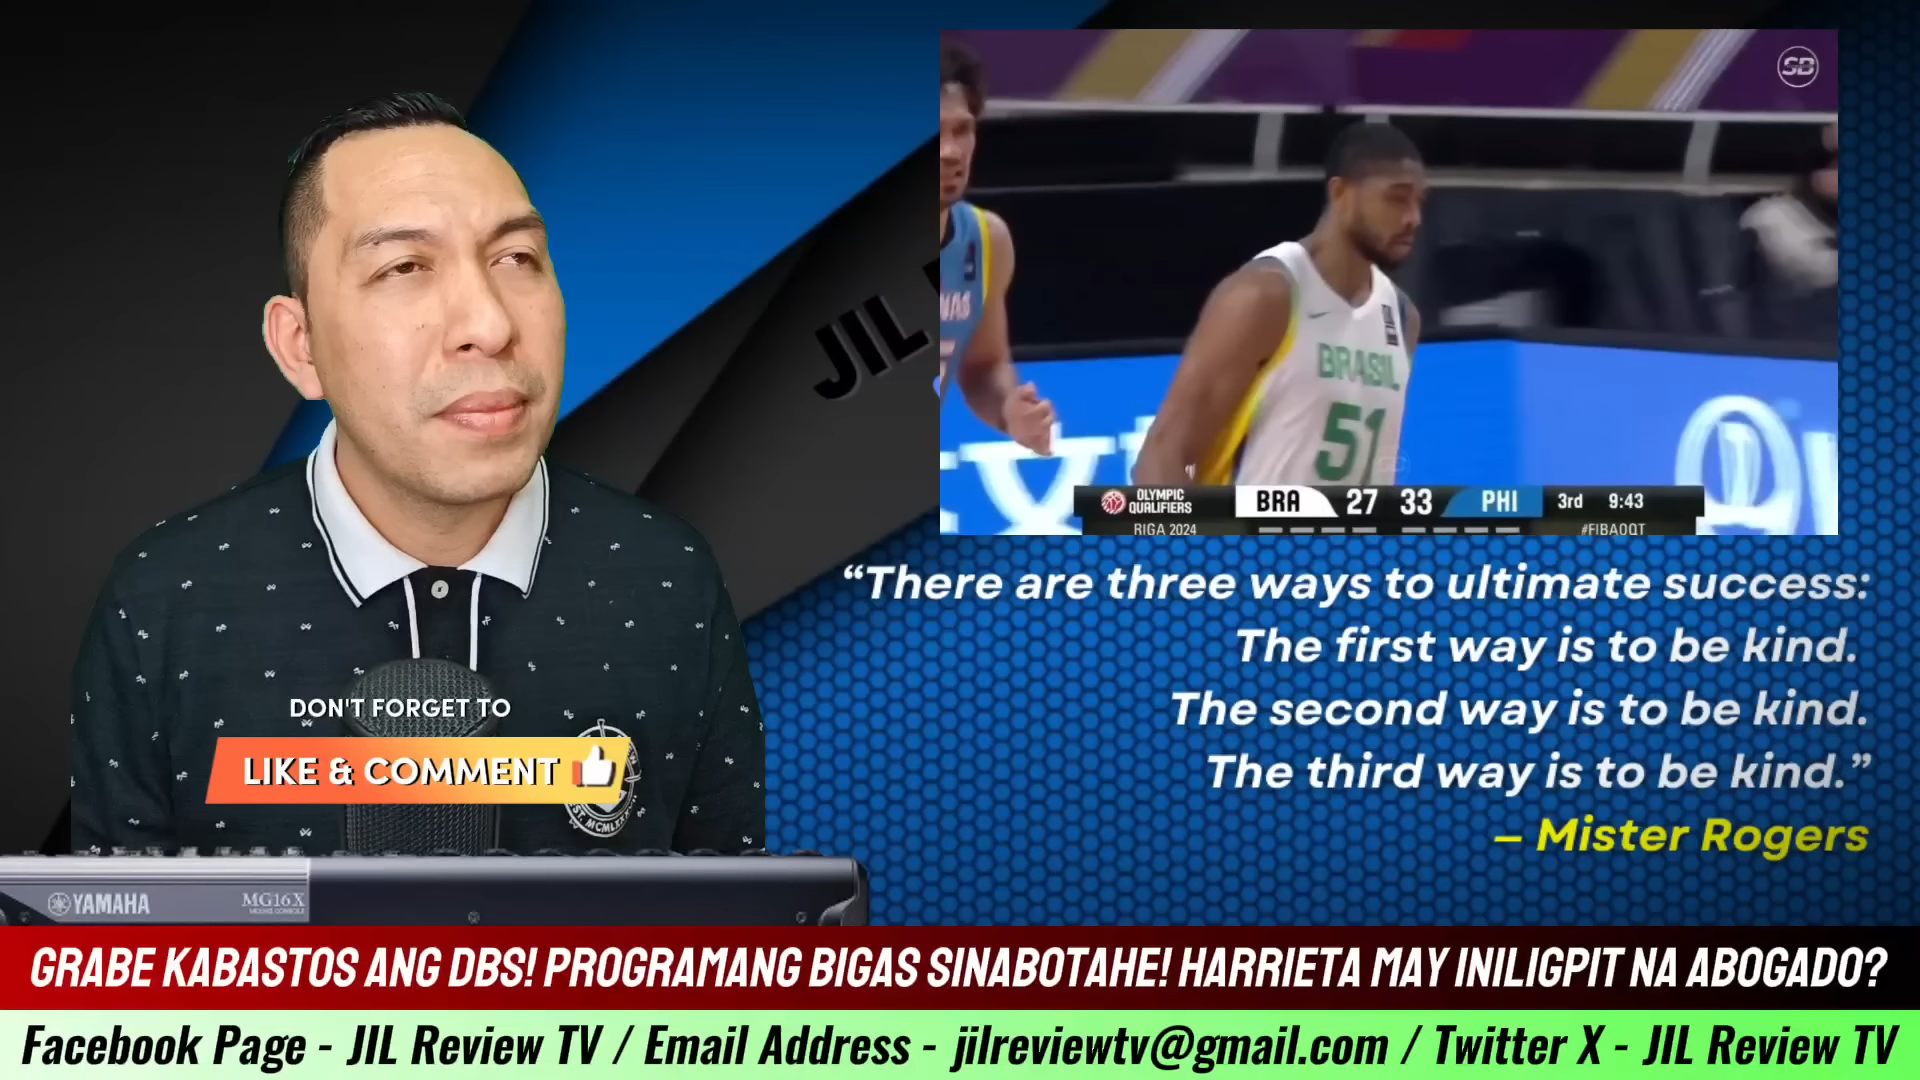 SB
JIL
NAS
BRASIL
51
OLYMPIC
QUALIFIERS
RIGA 2024
BRA 27 33 PHI 3rd 9:43
#FIBAOQT
“There are three ways to ultimate success:
The first way is to be kind.
The second way is to be kind.
The third way is to be kind.”
– Mister Rogers
DON'T FORGET TO
LIKE & COMMENT
YAMAHA
MG16X
MIXING CONSOLE
GRABE KABASTOS ANG DBS! PROGRAMANG BIGAS SINABOTAHE! HARRIETA MAY INILIGPIT NA ABOGADO?
Facebook Page - JIL Review TV / Email Address - jilreviewtv@gmail.com / Twitter X - JIL Review TV